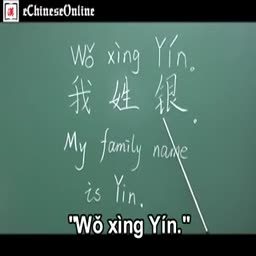 eChineseOnline
Wǒ xìng Yín.
我 姓 银.
My family name
is Yin.
"Wǒ xìng Yín."